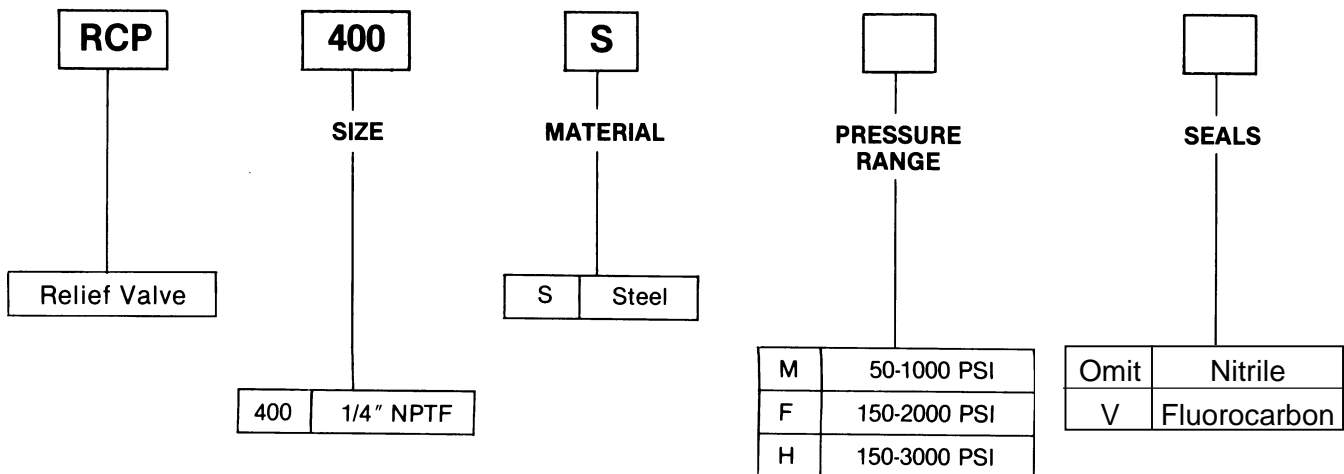 RCP 400 S
SIZE MATERIAL PRESSURE RANGE SEALS
Relief Valve
S Steel
400 1/4" NPTF
M 50-1000 PSI
F 150-2000 PSI
H 150-3000 PSI
Omit Nitrile
V Fluorocarbon